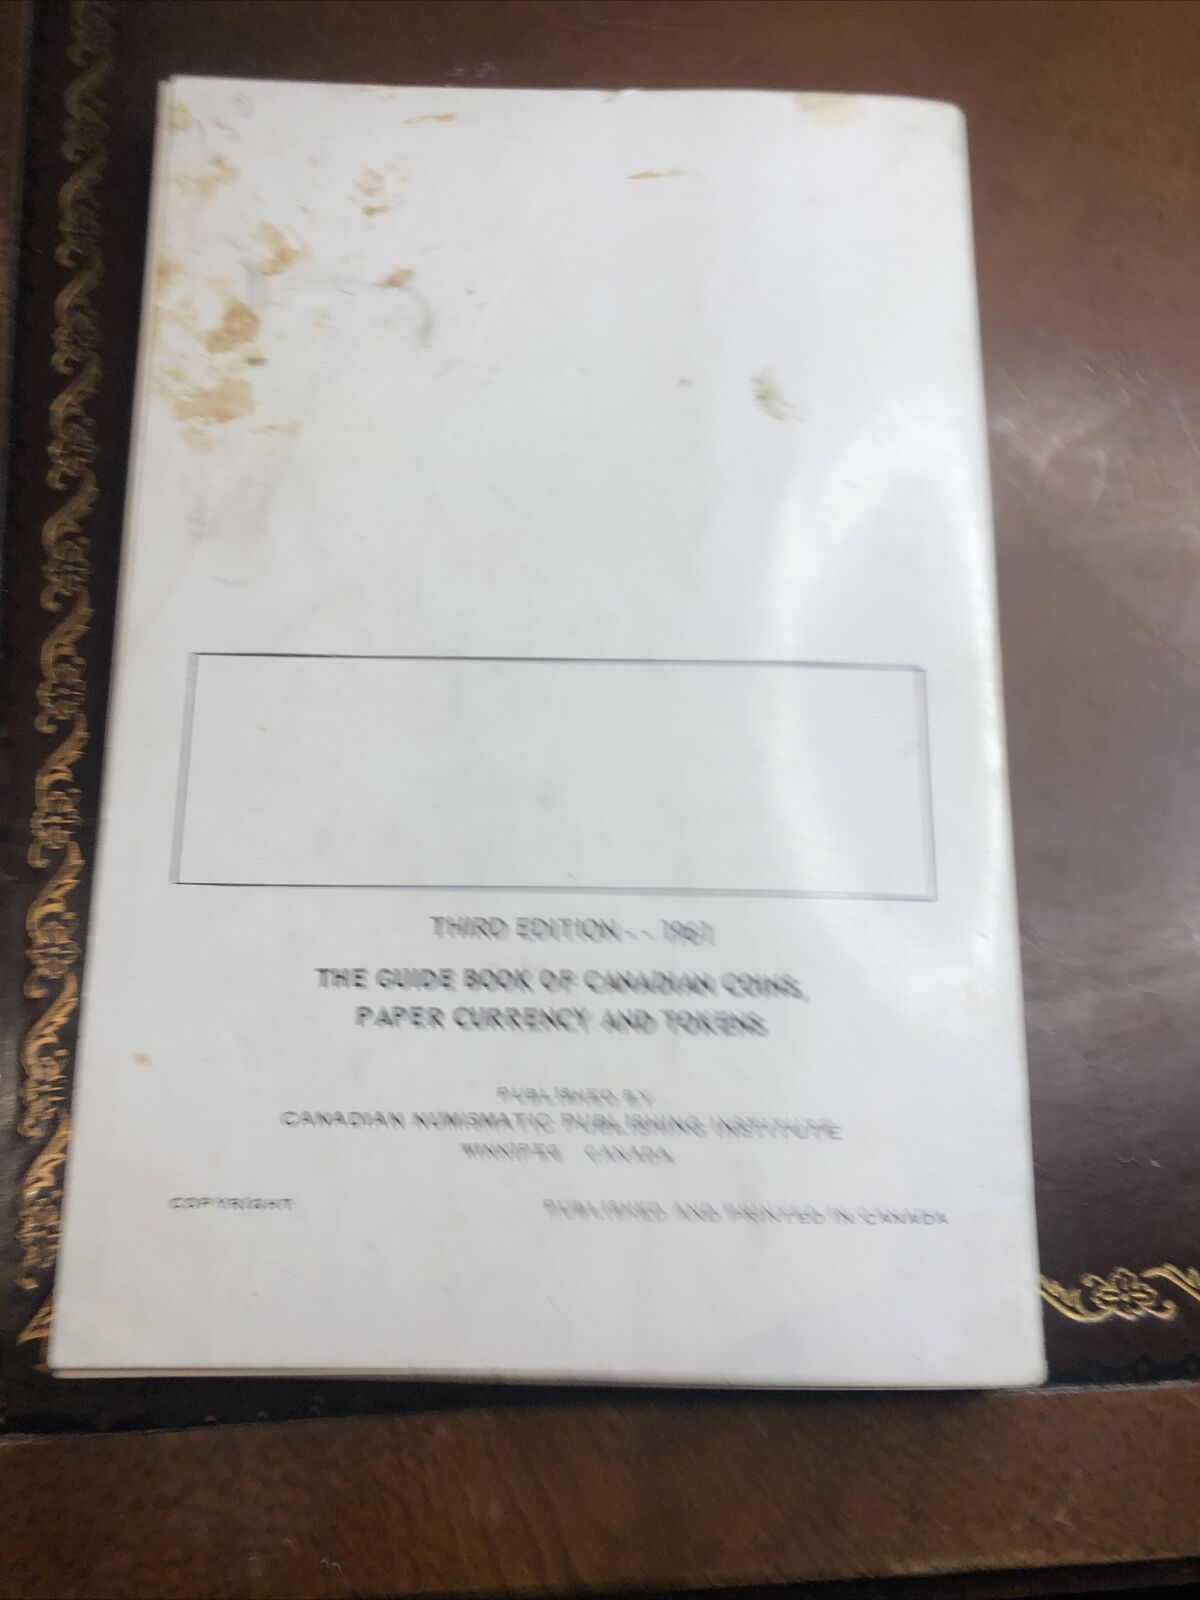 THIRD EDITION -- 1961
THE GUIDE BOOK OF CANADIAN COINS,
PAPER CURRENCY AND TOKENS
PUBLISHED BY
CANADIAN NUMISMATIC PUBLISHING INSTITUTE
WINNIPEG CANADA
COPYRIGHT
PUBLISHED AND PRINTED IN CANADA